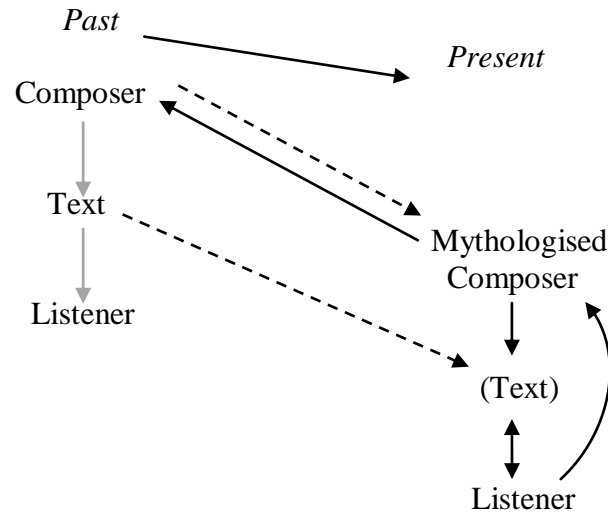 Past
Present
Composer
Text
Mythologised
Composer
Listener
(Text)
Listener